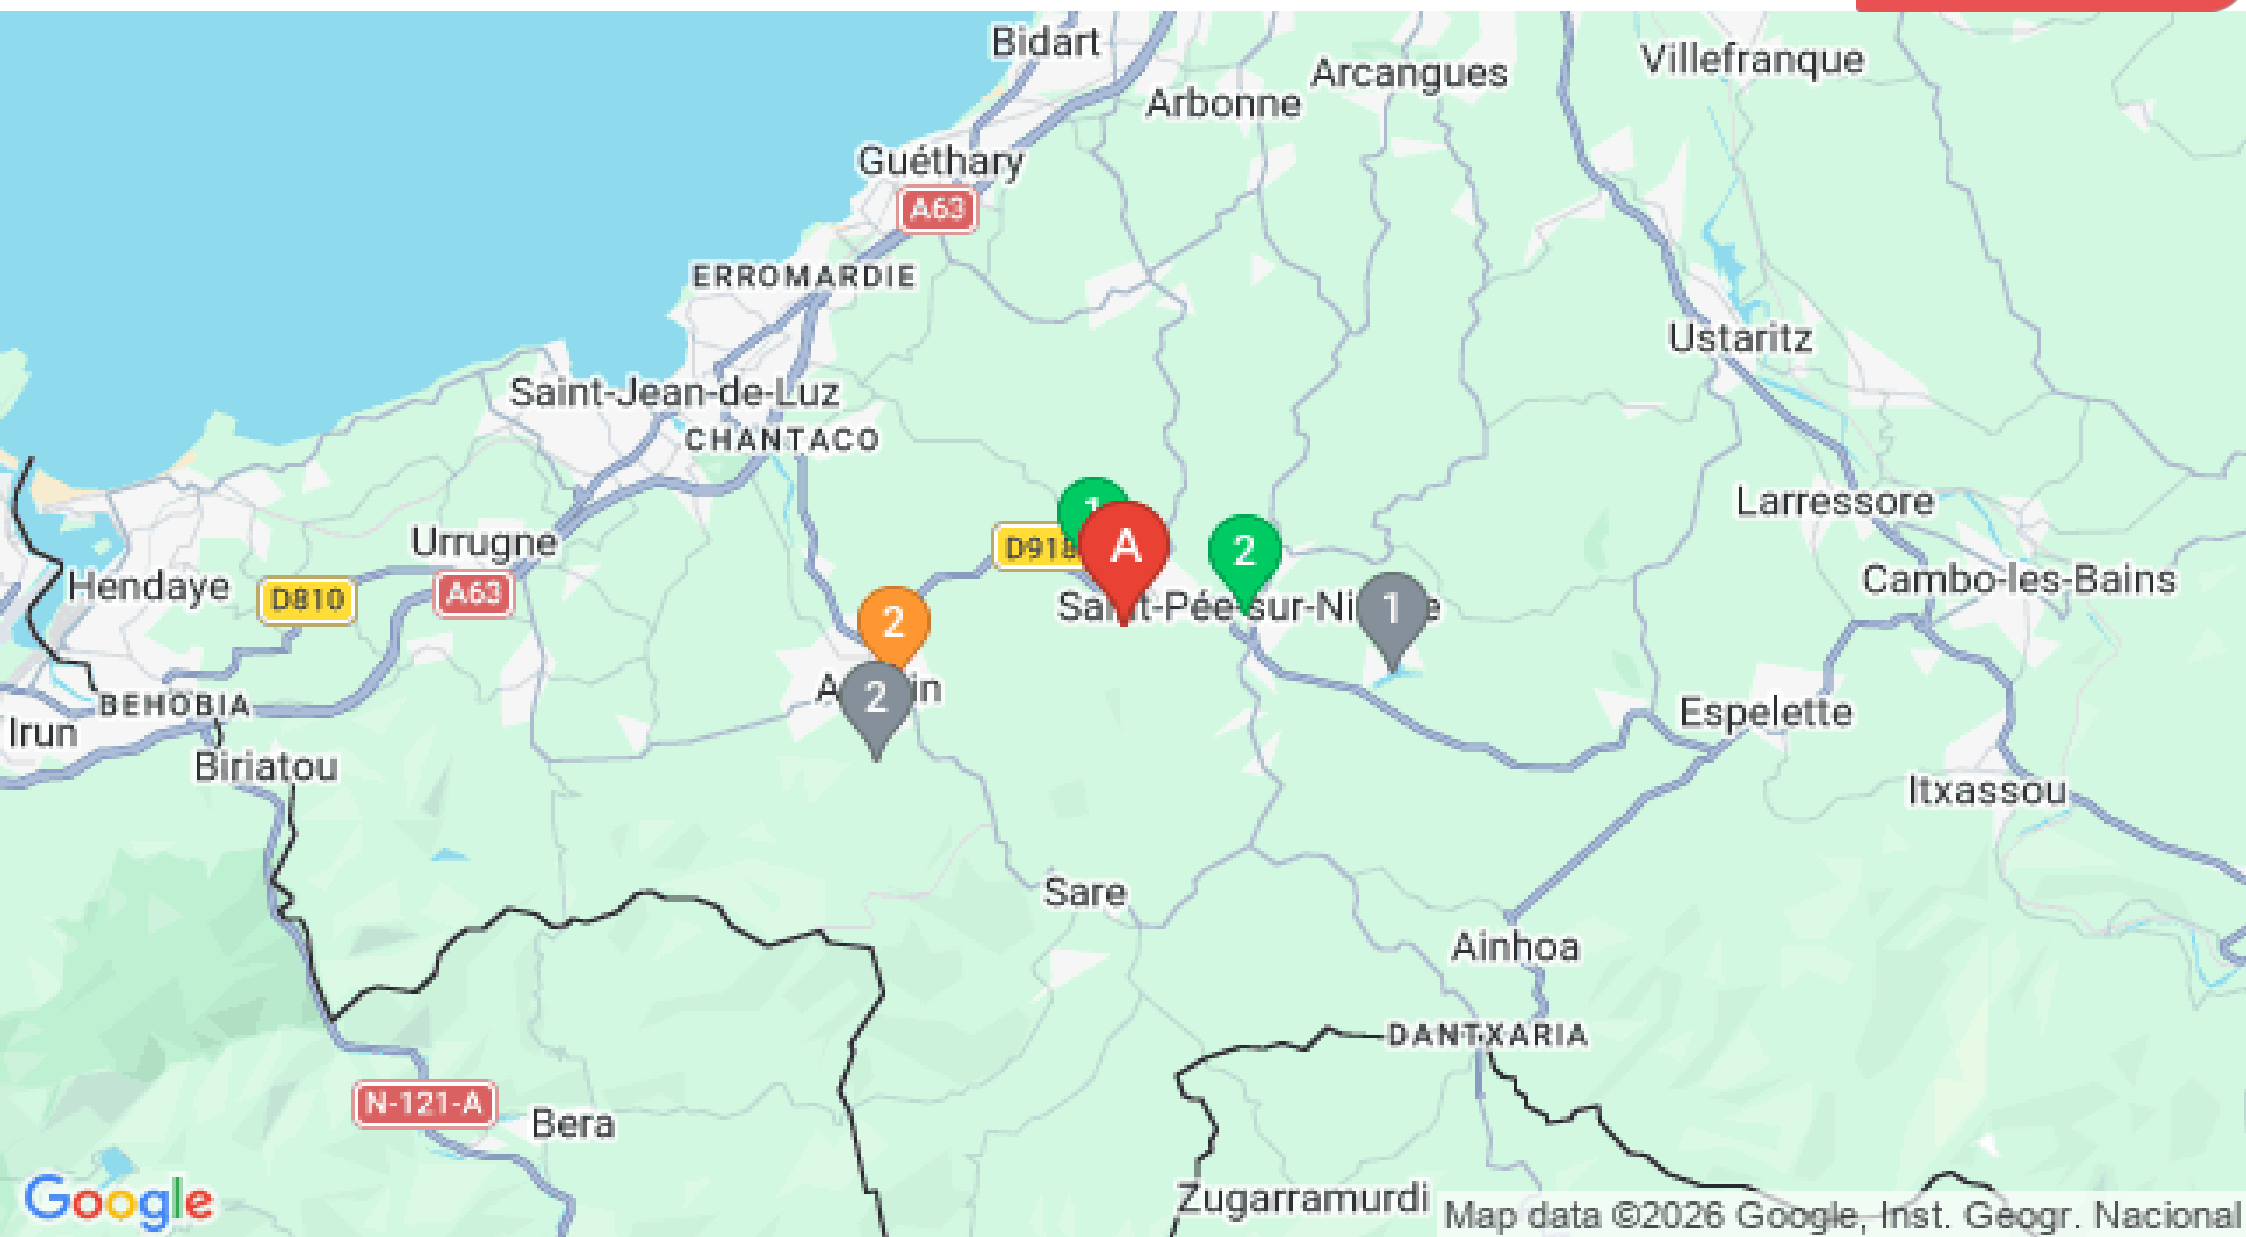 Bidart
Villefranque
Arcangues
Arbonne
Guéthary
A63
ERROMARDIE
Ustaritz
Saint-Jean-de-Luz
CHANTACO
Larressore
1
A
D918
2
Urrugne
Cambo-les-Bains
Hendaye
D810
A63
2
1
BEHOBIA
2
Espelette
Irun
Biriatou
Itxassou
Sare
Ainhoa
DANTXARIA
N-121-A
Bera
Zugarramurdi
Google
Map data ©2026 Google, Inst. Geogr. Nacional